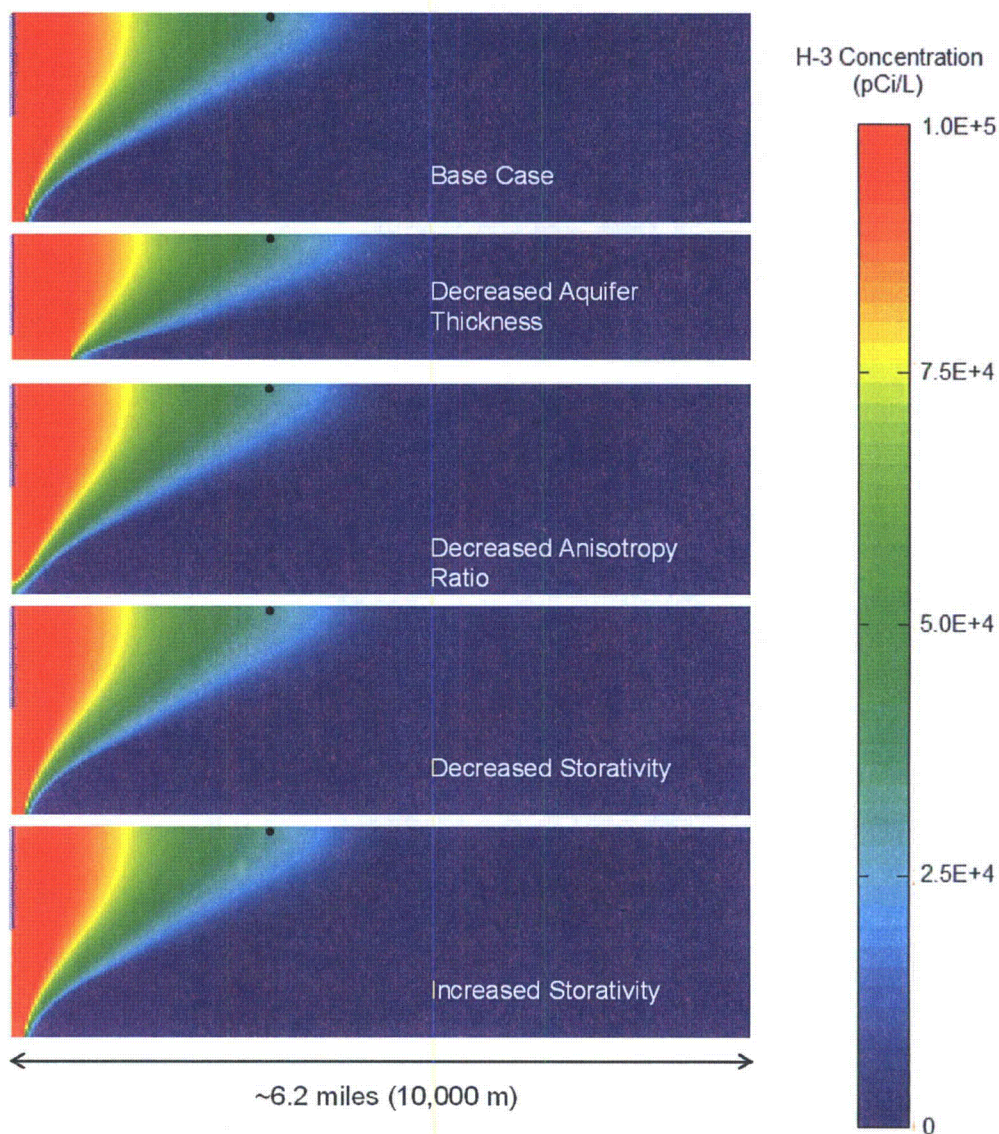 H-3 Concentration
(pCi/L)
1.0E+5
7.5E+4
5.0E+4
2.5E+4
0
Base Case
Decreased Aquifer
Thickness
Decreased Anisotropy
Ratio
Decreased Storativity
Increased Storativity
~6.2 miles (10,000 m)